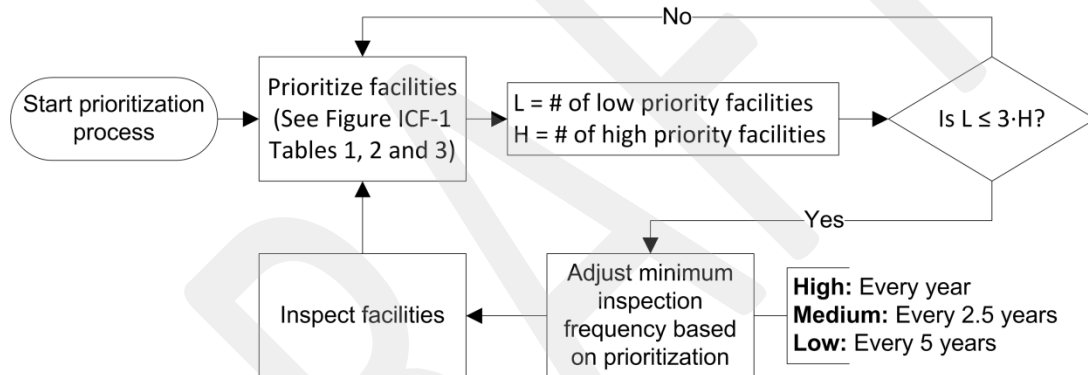 No
Start prioritization
process
Prioritize facilities
(See Figure ICF-1
Tables 1, 2 and 3)
L = # of low priority facilities
H = # of high priority facilities
Is L ≤ 3·H?
Yes
Inspect facilities
Adjust minimum
inspection
frequency based
on prioritization
High: Every year
Medium: Every 2.5 years
Low: Every 5 years
DRAFT